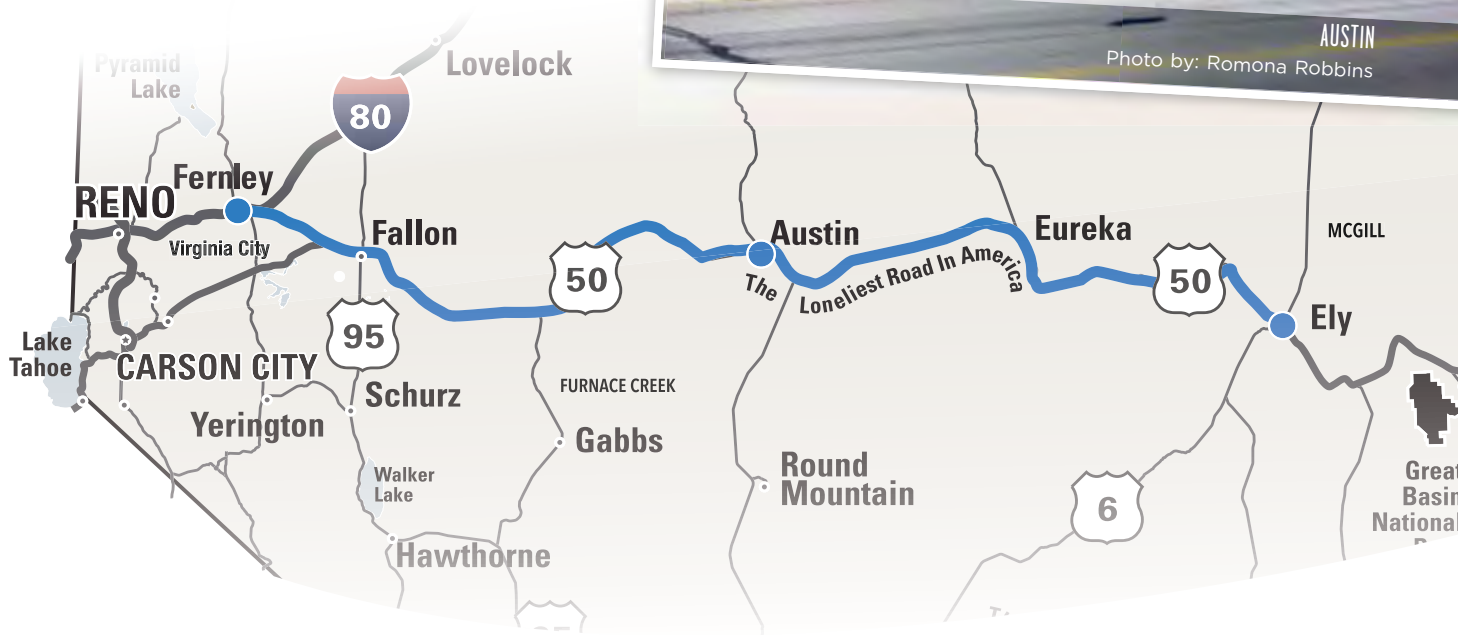 AUSTIN
Photo by: Romona Robbins
Pyramid
Lake
Lovelock
80
Fernley
RENO
Virginia City
Fallon
50
Austin
The Loneliest Road In America
Eureka
50
MCGILL
Ely
Lake
Tahoe
CARSON CITY
95
Schurz
Yerington
FURNACE CREEK
Gabbs
Walker
Lake
Round
Mountain
6
Great
Basin
National
Hawthorne